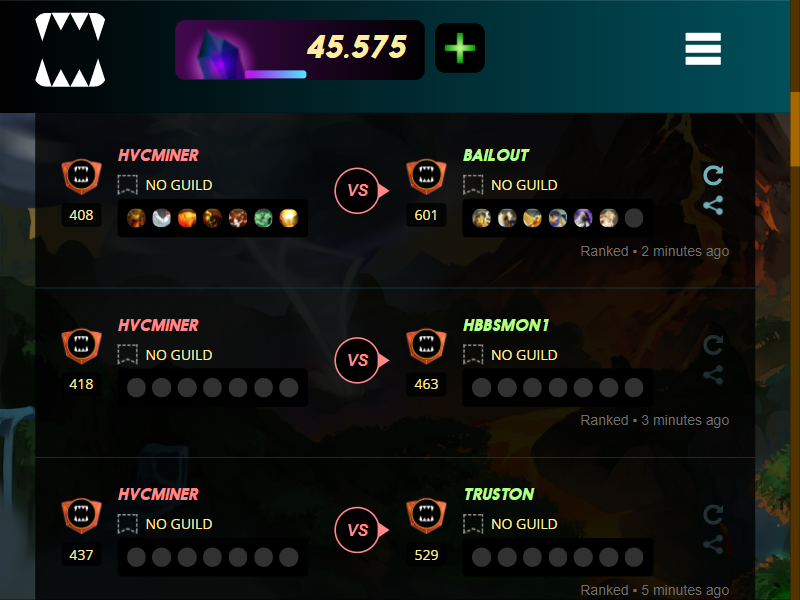 45.575
HVCMINER
NO GUILD
408
VS
BAILOUT
NO GUILD
601
Ranked • 2 minutes ago
HVCMINER
NO GUILD
418
VS
HBBSMON1
NO GUILD
463
Ranked • 3 minutes ago
HVCMINER
NO GUILD
437
VS
TRUSTON
NO GUILD
529
Ranked • 5 minutes ago